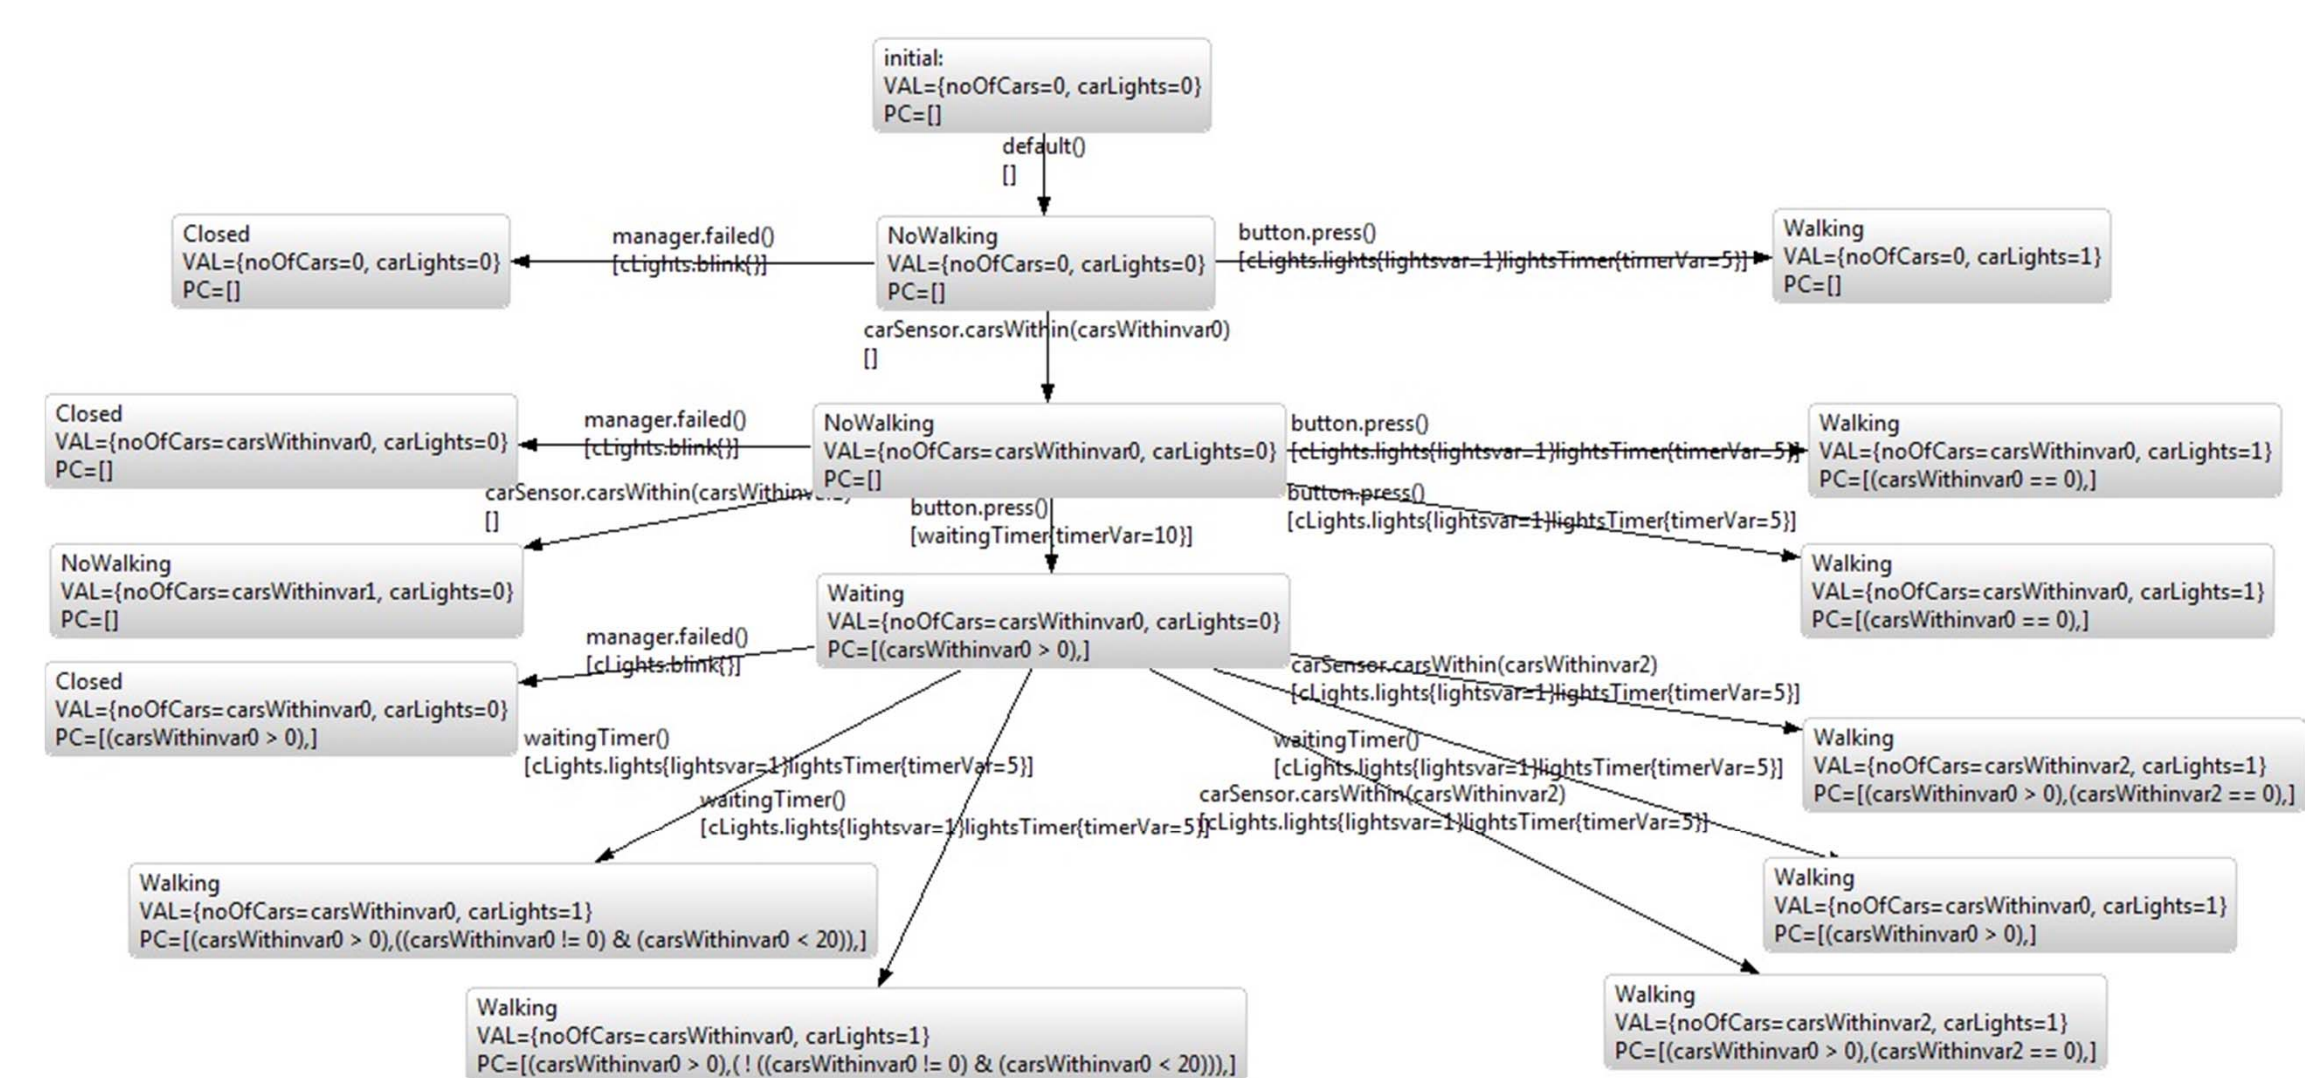 initial:
VAL={noOfCars=0, carLights=0}
PC=[]
default()
[]
Closed
VAL={noOfCars=0, carLights=0}
PC=[]
manager.failed()
[cLights.blink{}]
NoWalking
VAL={noOfCars=0, carLights=0}
PC=[]
button.press()
[cLights.lights{lightsvar=1}lightsTimer{timerVar=5}]
Walking
VAL={noOfCars=0, carLights=1}
PC=[]
carSensor.carsWithin(carsWithinvar0)
[]
Closed
VAL={noOfCars=carsWithinvar0, carLights=0}
PC=[]
manager.failed()
[cLights.blink{}]
NoWalking
VAL={noOfCars=carsWithinvar0, carLights=0}
PC=[]
button.press()
[cLights.lights{lightsvar=1}lightsTimer{timerVar=5}]
Walking
VAL={noOfCars=carsWithinvar0, carLights=1}
PC=[(carsWithinvar0 == 0),]
[]
button.press()
[waitingTimer{timerVar=10}]
button.press()
[cLights.lights{lightsvar=1}lightsTimer{timerVar=5}]
NoWalking
VAL={noOfCars=carsWithinvar1, carLights=0}
PC=[]
Waiting
VAL={noOfCars=carsWithinvar0, carLights=0}
PC=[(carsWithinvar0 > 0),]
Walking
VAL={noOfCars=carsWithinvar0, carLights=1}
PC=[(carsWithinvar0 == 0),]
manager.failed()
[cLights.blink{}]
Closed
VAL={noOfCars=carsWithinvar0, carLights=0}
PC=[(carsWithinvar0 > 0),]
carSensor.carsWithin(carsWithinvar2)
[cLights.lights{lightsvar=1}lightsTimer{timerVar=5}]
Walking
VAL={noOfCars=carsWithinvar2, carLights=1}
PC=[(carsWithinvar0 > 0),(carsWithinvar2 == 0),]
waitingTimer()
[cLights.lights{lightsvar=1}lightsTimer{timerVar=5}]
waitingTimer()
[cLights.lights{lightsvar=1}lightsTimer{timerVar=5}]
waitingTimer()
[cLights.lights{lightsvar=1}lightsTimer{timerVar=5}]
carSensor.carsWithin(carsWithinvar2)
[cLights.lights{lightsvar=1}lightsTimer{timerVar=5}]
Walking
VAL={noOfCars=carsWithinvar0, carLights=1}
PC=[(carsWithinvar0 > 0),((carsWithinvar0 != 0) & (carsWithinvar0 < 20)),]
Walking
VAL={noOfCars=carsWithinvar0, carLights=1}
PC=[(carsWithinvar0 > 0),]
Walking
VAL={noOfCars=carsWithinvar0, carLights=1}
PC=[(carsWithinvar0 > 0),( ! ((carsWithinvar0 != 0) & (carsWithinvar0 < 20))),]
Walking
VAL={noOfCars=carsWithinvar2, carLights=1}
PC=[(carsWithinvar0 > 0),(carsWithinvar2 == 0),]